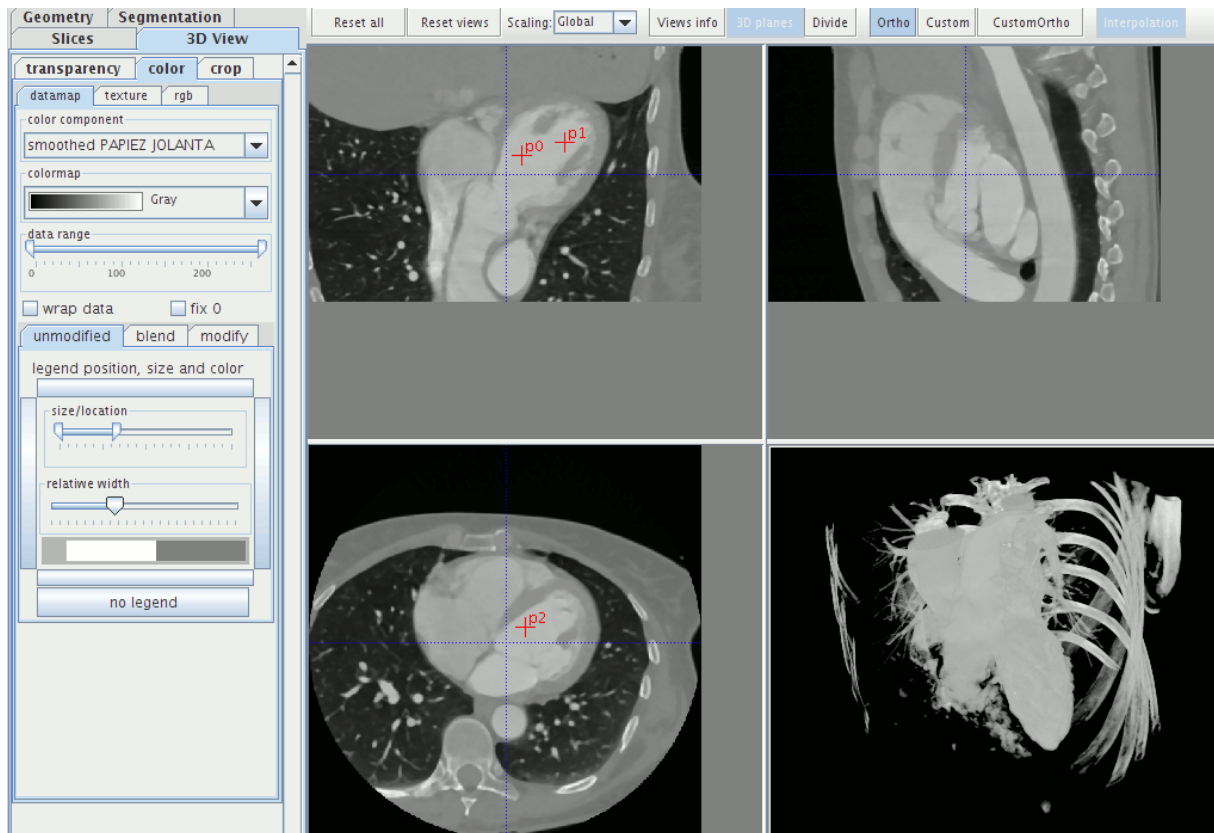 Geometry Segmentation
Slices 3D View
Reset all Reset views Scaling: Global Views info 3D planes Divide Ortho Custom CustomOrtho Interpolation
transparency color crop
datamap texture rgb
color component
smoothed PAPIEZ JOLANTA
colormap
Gray
data range
0 100 200
wrap data fix 0
unmodified blend modify
legend position, size and color
size/location
relative width
no legend
p0 p1
p2